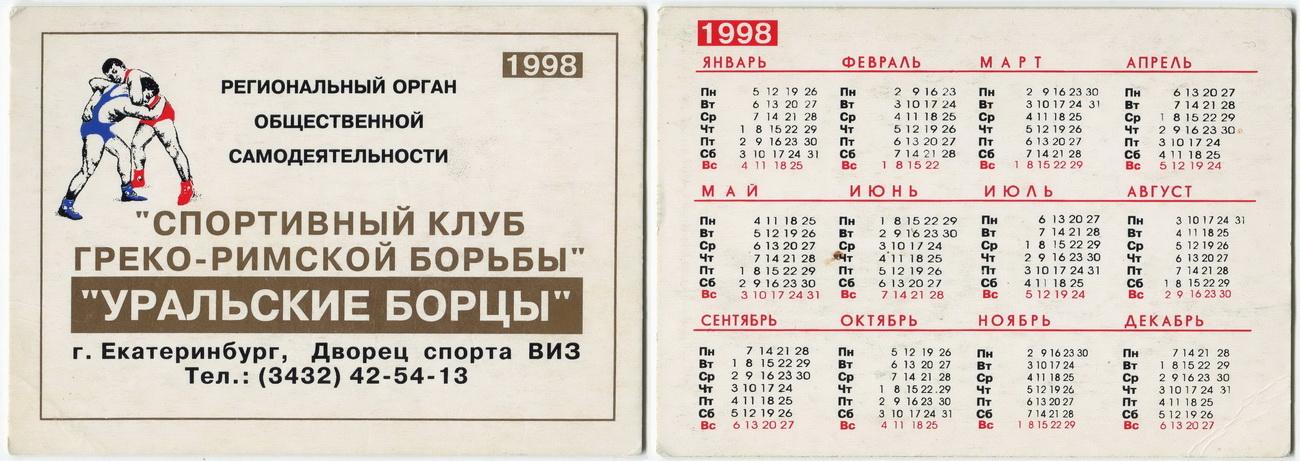 1998
РЕГИОНАЛЬНЫЙ ОРГАН
ОБЩЕСТВЕННОЙ
САМОДЕЯТЕЛЬНОСТИ
"СПОРТИВНЫЙ КЛУБ
ГРЕКО-РИМСКОЙ БОРЬБЫ"
"УРАЛЬСКИЕ БОРЦЫ"
г. Екатеринбург, Дворец спорта ВИЗ
Тел.: (3432) 42-54-13
1998
ЯНВАРЬ
Пн 5 12 19 26
Вт 6 13 20 27
Ср 7 14 21 28
Чт 1 8 15 22 29
Пт 2 9 16 23 30
Сб 3 10 17 24 31
Вс 4 11 18 25
ФЕВРАЛЬ
Пн 2 9 16 23
Вт 3 10 17 24
Ср 4 11 18 25
Чт 5 12 19 26
Пт 6 13 20 27
Сб 7 14 21 28
Вс 1 8 15 22
МАРТ
Пн 2 9 16 23 30
Вт 3 10 17 24 31
Ср 4 11 18 25
Чт 5 12 19 26
Пт 6 13 20 27
Сб 7 14 21 28
Вс 1 8 15 22 29
АПРЕЛЬ
Пн 6 13 20 27
Вт 7 14 21 28
Ср 1 8 15 22 29
Чт 2 9 16 23 30
Пт 3 10 17 24
Сб 4 11 18 25
Вс 5 12 19 24
МАЙ
Пн 4 11 18 25
Вт 5 12 19 26
Ср 6 13 20 27
Чт 7 14 21 28
Пт 1 8 15 22 29
Сб 2 9 16 23 30
Вс 3 10 17 24 31
ИЮНЬ
Пн 1 8 15 22 29
Вт 2 9 16 23 30
Ср 3 10 17 24
Чт 4 11 18 25
Пт 5 12 19 26
Сб 6 13 20 27
Вс 7 14 21 28
ИЮЛЬ
Пн 6 13 20 27
Вт 7 14 21 28
Ср 1 8 15 22 29
Чт 2 9 16 23 30
Пт 3 10 17 24 31
Сб 4 11 18 25
Вс 5 12 19 24
АВГУСТ
Пн 3 10 17 24 31
Вт 4 11 18 25
Ср 5 12 19 26
Чт 6 13 20 27
Пт 7 14 21 28
Сб 1 8 15 22 29
Вс 2 9 16 23 30
СЕНТЯБРЬ
Пн 7 14 21 28
Вт 1 8 15 22 29
Ср 2 9 16 23 30
Чт 3 10 17 24
Пт 4 11 18 25
Сб 5 12 19 26
Вс 6 13 20 27
ОКТЯБРЬ
Пн 5 12 19 26
Вт 6 13 20 27
Ср 7 14 21 28
Чт 1 8 15 22 29
Пт 2 9 16 23 30
Сб 3 10 17 24 31
Вс 4 11 18 25
НОЯБРЬ
Пн 2 9 16 23 30
Вт 3 10 17 24
Ср 4 11 18 25
Чт 5 12 19 26
Пт 6 13 20 27
Сб 7 14 21 28
Вс 1 8 15 22 29
ДЕКАБРЬ
Пн 7 14 21 28
Вт 1 8 15 22 29
Ср 2 9 16 23 30
Чт 3 10 17 24 31
Пт 4 11 18 25
Сб 5 12 19 26
Вс 6 13 20 27